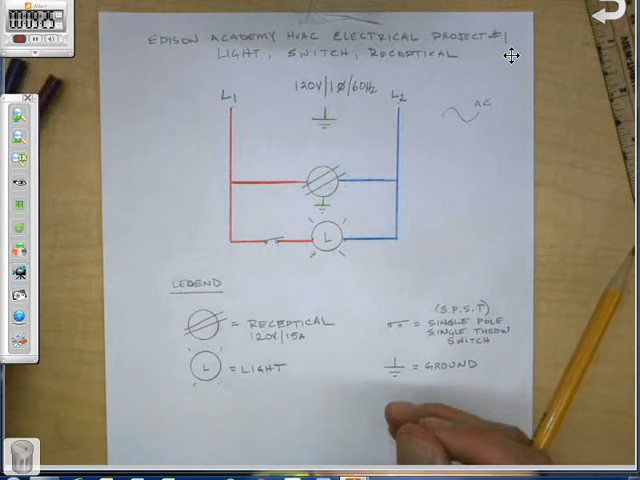 EDISON ACADEMY HVAC ELECTRICAL PROJECT #1
LIGHT, SWITCH, RECEPTICAL
120V/1Ø/60Hz
L1
L2
AC
L
LEGEND
= RECEPTICAL
120V/15A
L = LIGHT
(S.P.S.T)
= SINGLE POLE
SINGLE THROW
SWITCH
= GROUND